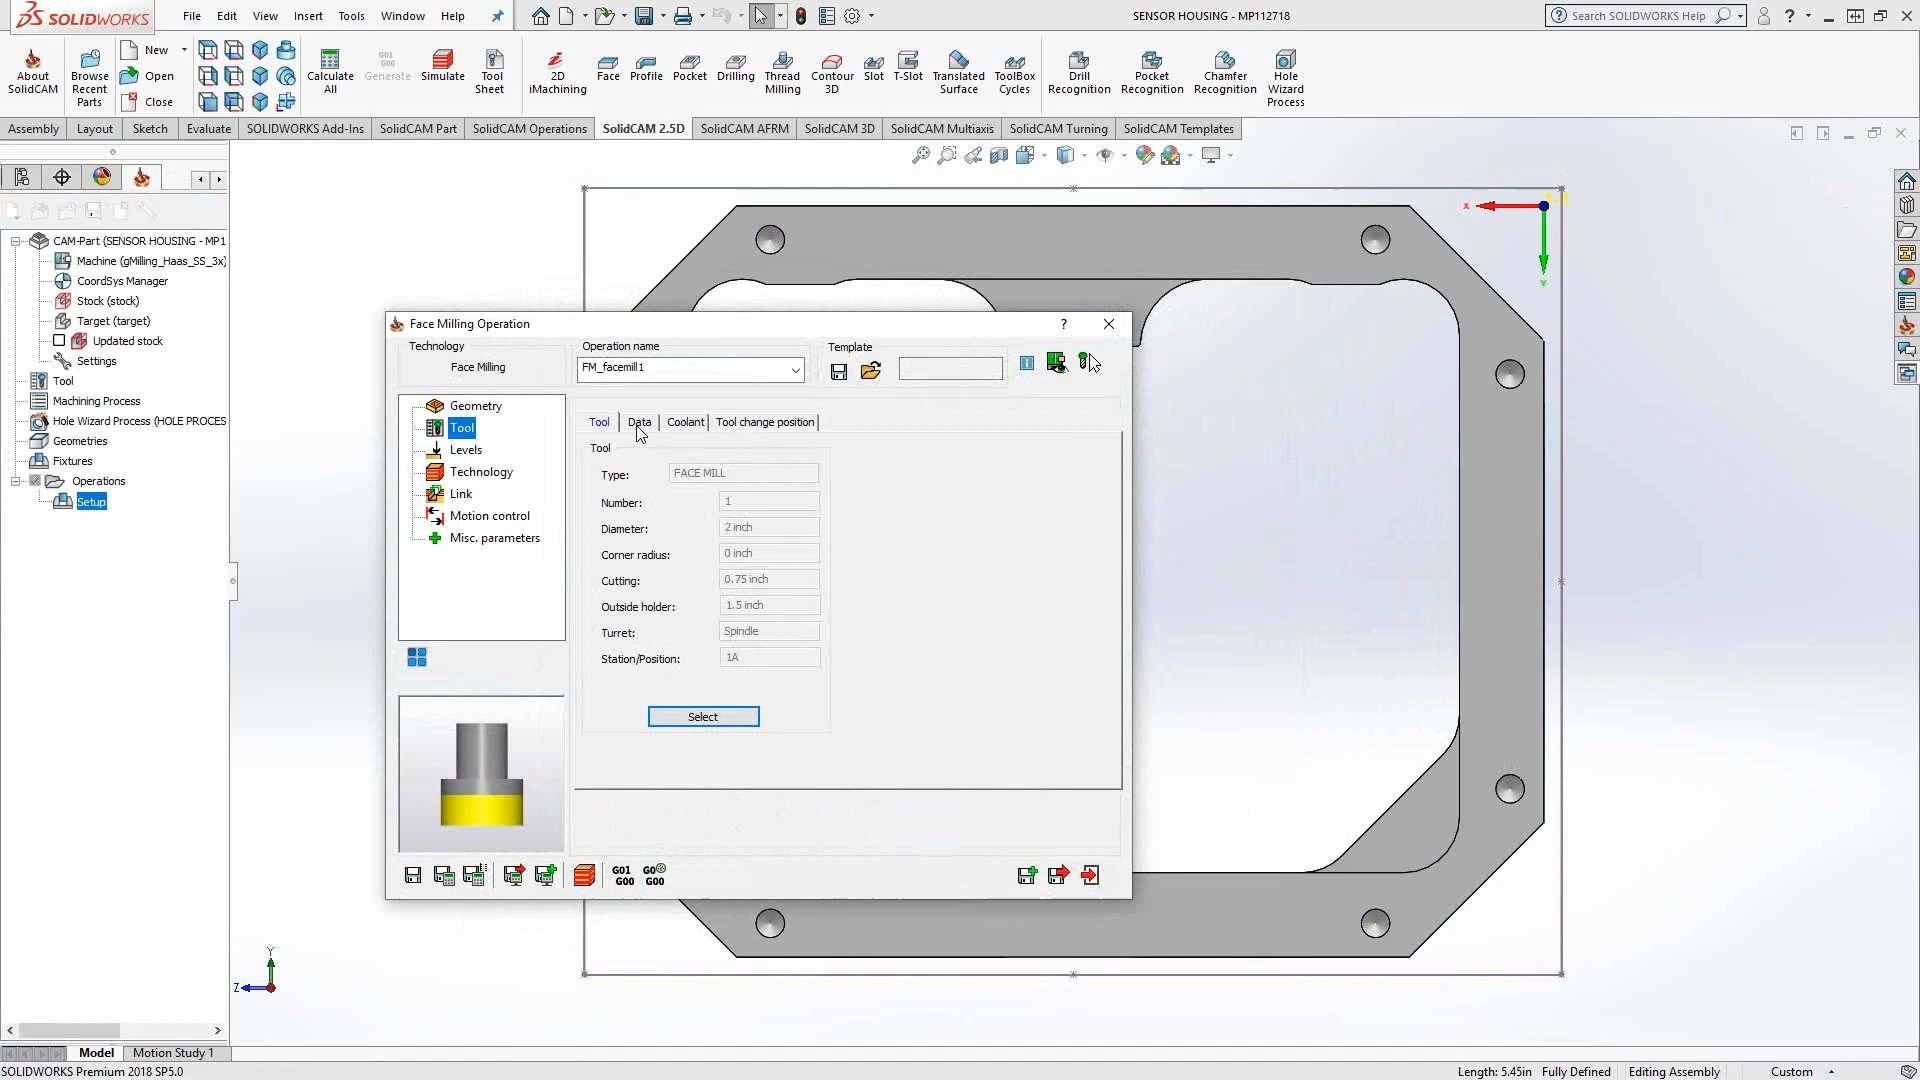 SOLIDWORKS
File Edit View Insert Tools Window Help
SENSOR HOUSING - MP112718
Search SOLIDWORKS Help
About SolidCAM
Browse Recent Parts
New
Open
Close
Calculate All
G01 G00
Generate
Simulate
Tool Sheet
2D iMachining
Face
Profile
Pocket
Drilling
Thread Milling
Contour 3D
Slot
T-Slot
Translated Surface
ToolBox Cycles
Drill Recognition
Pocket Recognition
Chamfer Recognition
Hole Wizard Process
Assembly Layout Sketch Evaluate SOLIDWORKS Add-Ins SolidCAM Part SolidCAM Operations SolidCAM 2.5D SolidCAM AFRM SolidCAM 3D SolidCAM Multiaxis SolidCAM Turning SolidCAM Templates
CAM-Part (SENSOR HOUSING - MP1
Machine (gMilling_Haas_SS_3x)
CoordSys Manager
Stock (stock)
Target (target)
Updated stock
Settings
Tool
Machining Process
Hole Wizard Process (HOLE PROCES
Geometries
Fixtures
Operations
Setup
X
Y
Face Milling Operation
?
Technology
Face Milling
Operation name
FM_facemill1
Template
Geometry
Tool
Levels
Technology
Link
Motion control
Misc. parameters
Tool Data Coolant Tool change position
Tool
Type: FACE MILL
Number: 1
Diameter: 2 inch
Corner radius: 0 inch
Cutting: 0.75 inch
Outside holder: 1.5 inch
Turret: Spindle
Station/Position: 1A
Select
G01 G00
G0 G00
Y
Z
Model Motion Study 1
SOLIDWORKS Premium 2018 SP5.0
Length: 5.45in Fully Defined Editing Assembly Custom